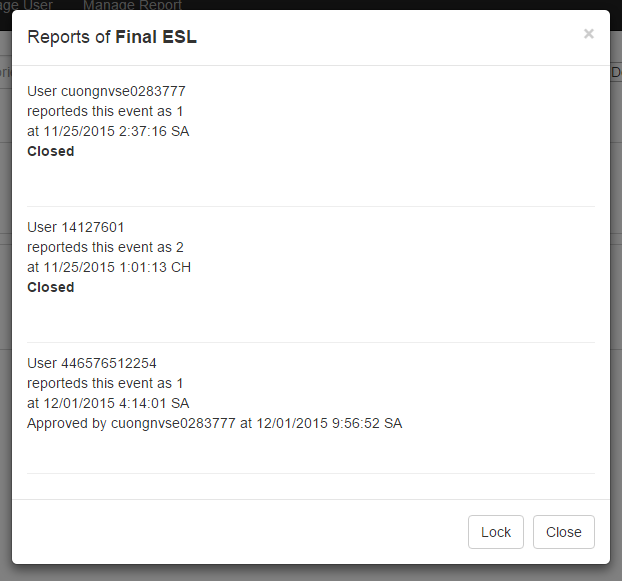 age User Manage Report
Reports of Final ESL
×
User cuongnvse0283777
reporteds this event as 1
at 11/25/2015 2:37:16 SA
Closed
User 14127601
reporteds this event as 2
at 11/25/2015 1:01:13 CH
Closed
User 446576512254
reporteds this event as 1
at 12/01/2015 4:14:01 SA
Approved by cuongnvse0283777 at 12/01/2015 9:56:52 SA
Lock Close